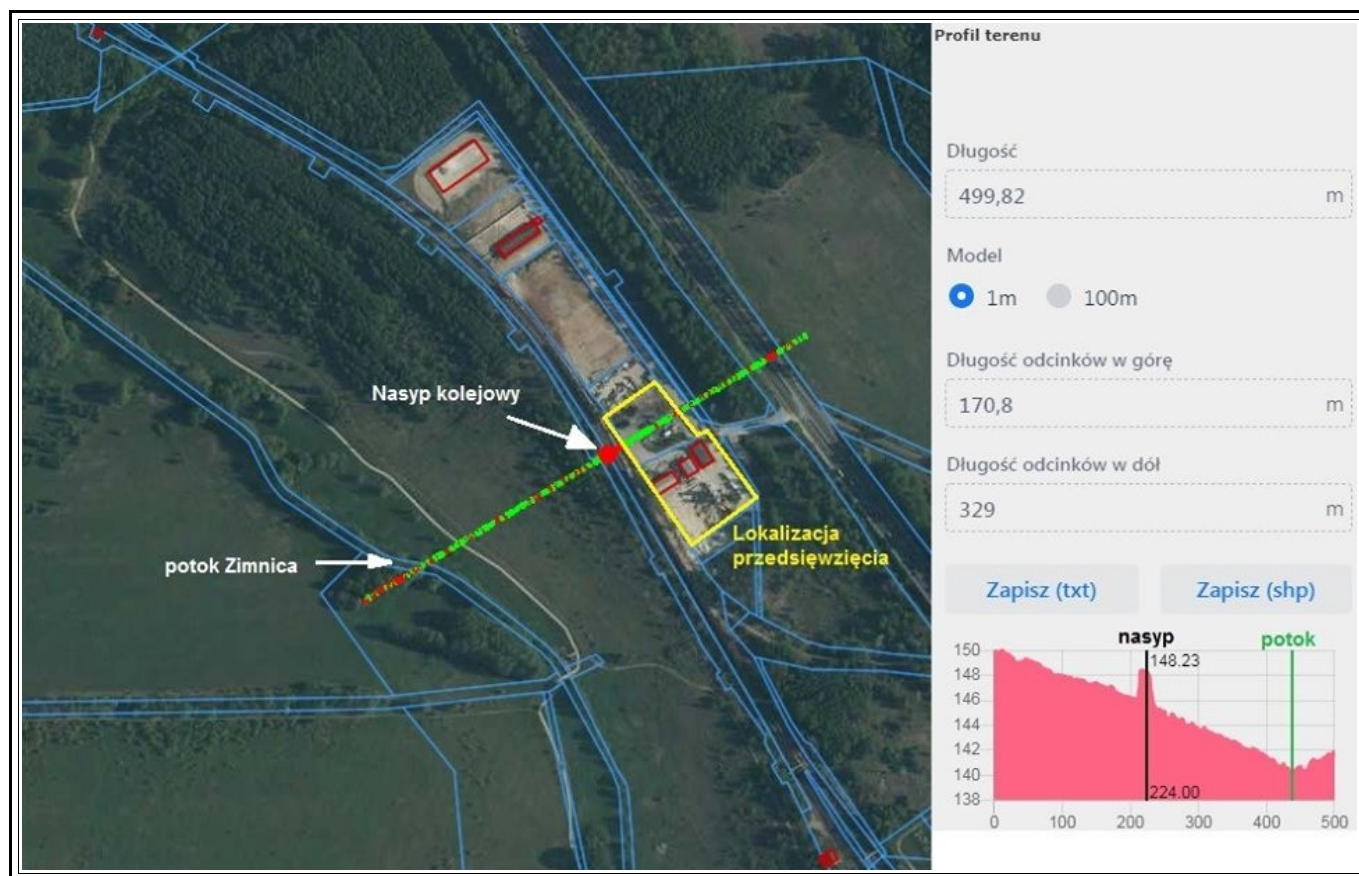 Nasyp kolejowy
potok Zimnica
Lokalizacja
przedsięwzięcia
Profil terenu
Długość
499,82 m
Model
1m 100m
Długość odcinków w górę
170,8 m
Długość odcinków w dół
329 m
Zapisz (txt) Zapisz (shp)
nasyp potok
150
148.23
148
146
144
142
140
224.00
138
0 100 200 300 400 500